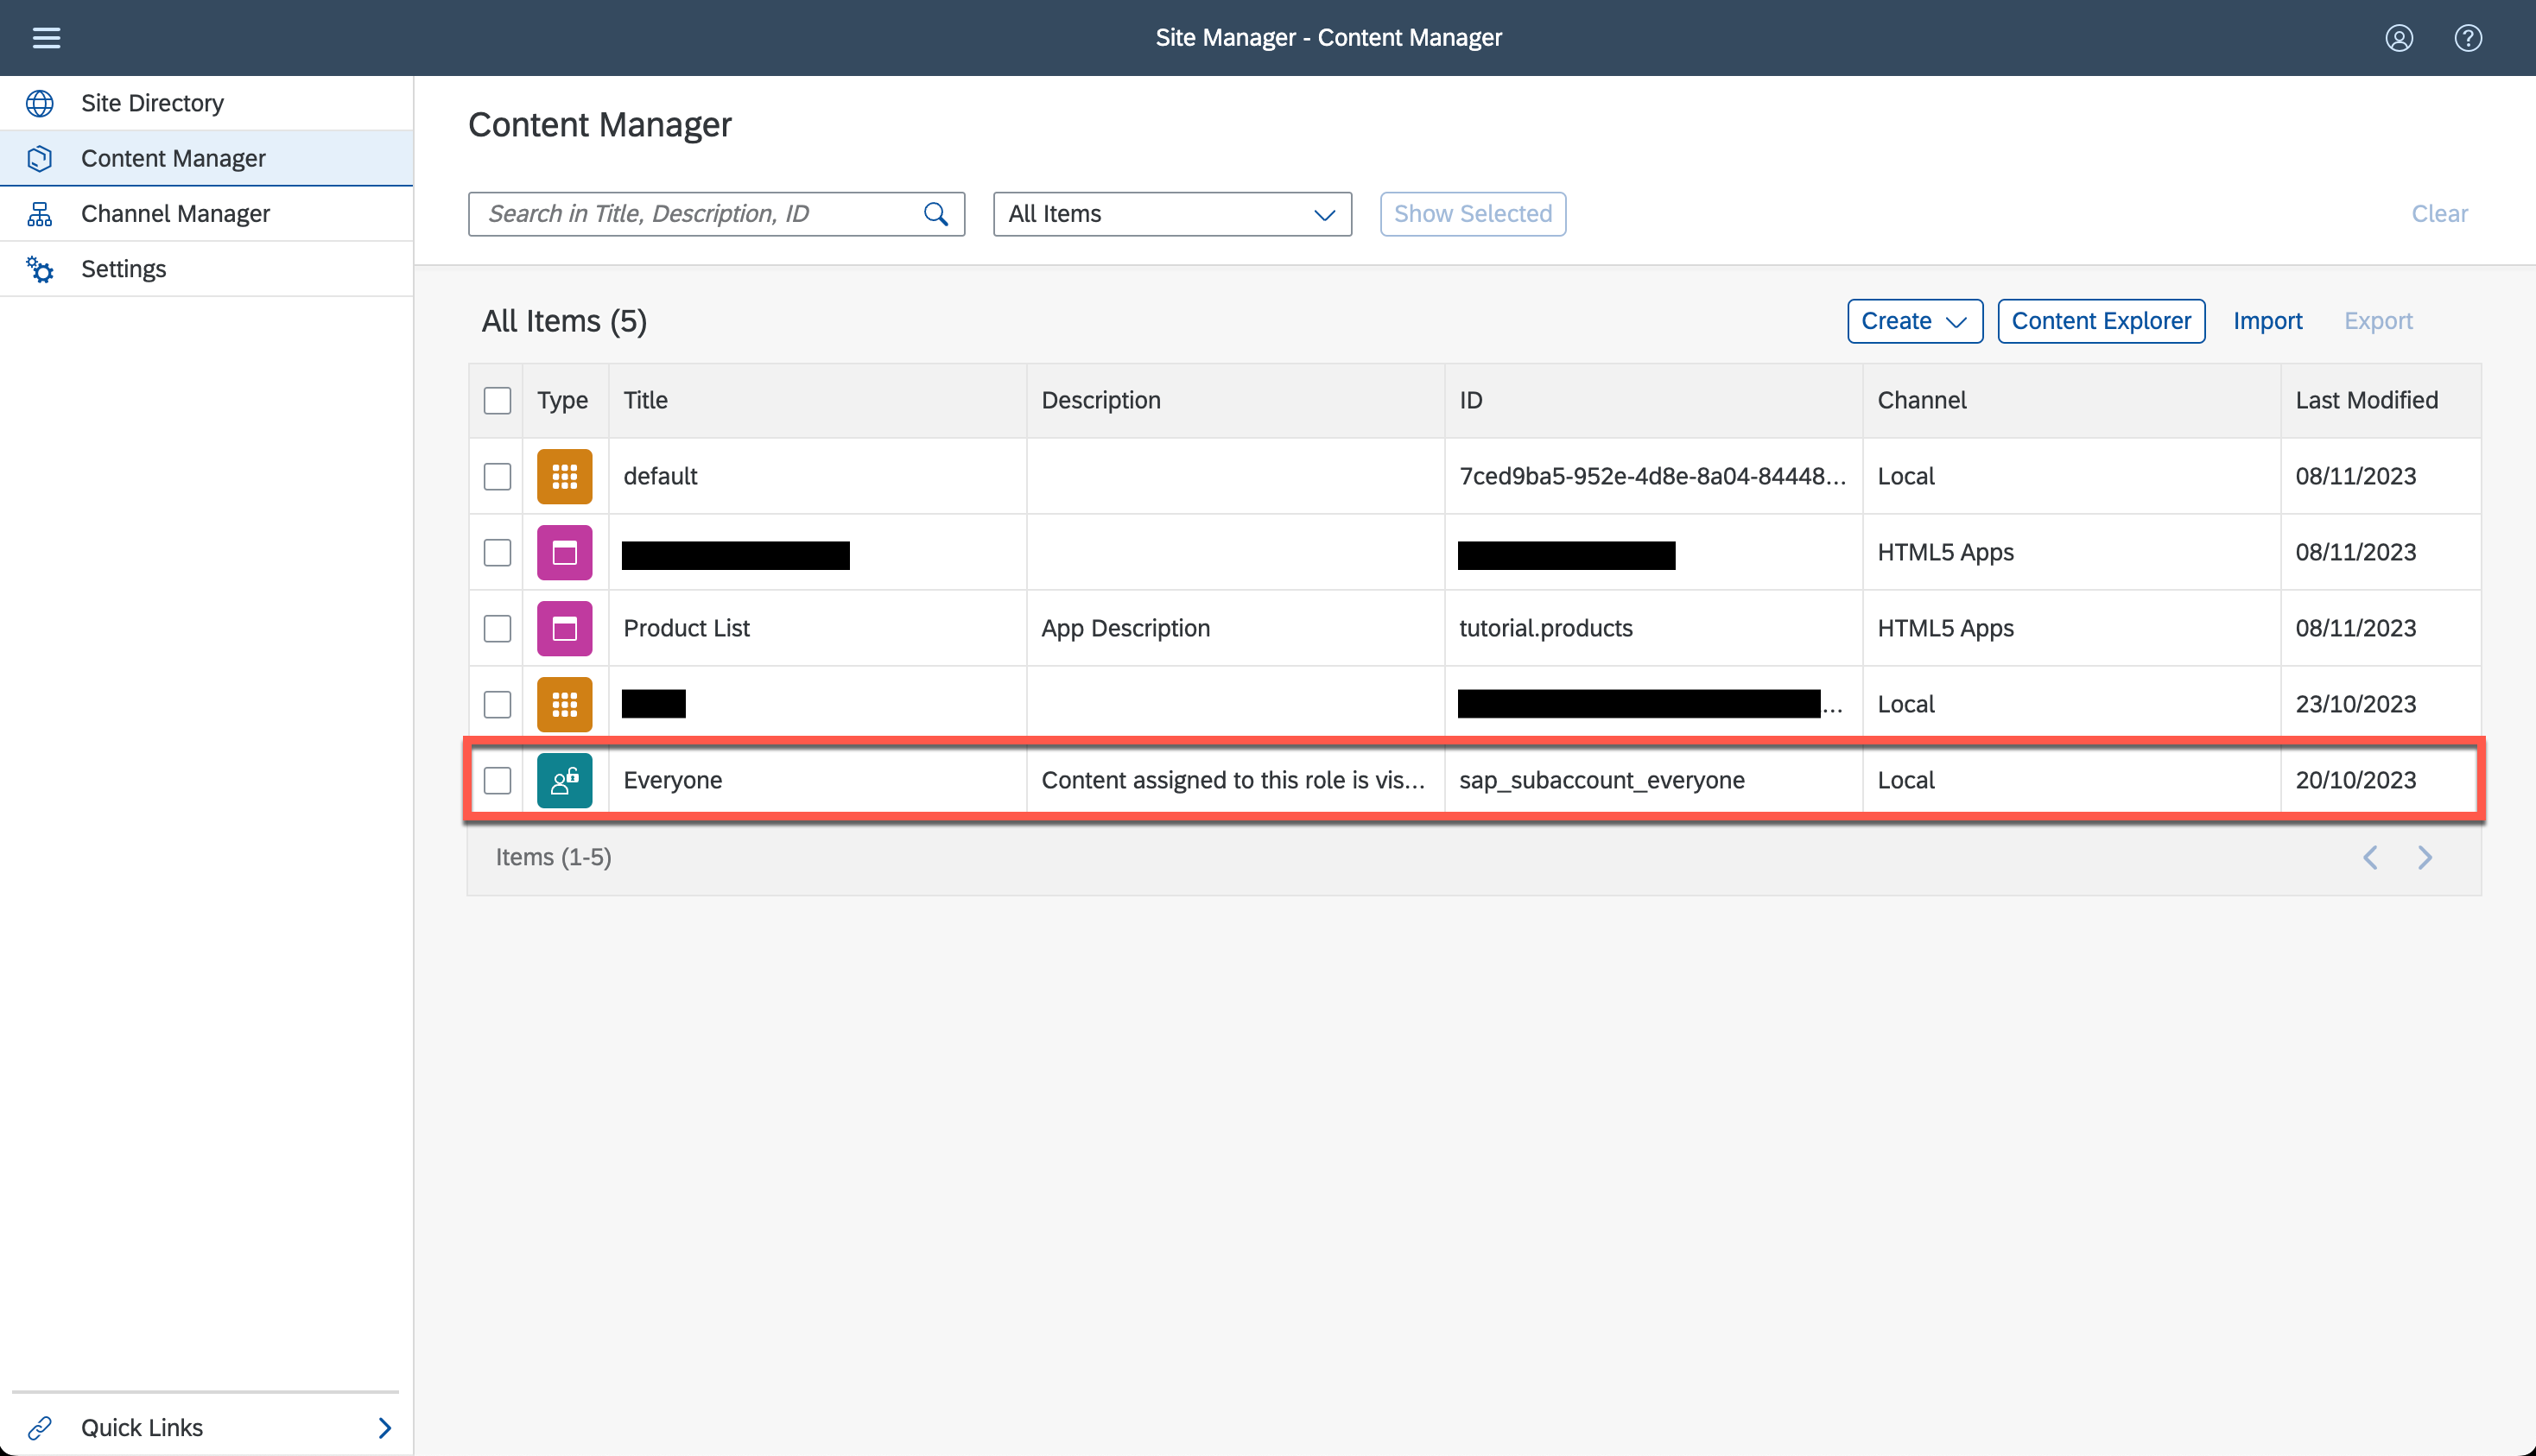 Site Manager - Content Manager
Site Directory
Content Manager
Channel Manager
Settings
Content Manager
Search in Title, Description, ID
All Items
Show Selected
Clear
All Items (5)
Create
Content Explorer
Import
Export
Type Title Description ID Channel Last Modified
default 7ced9ba5-952e-4d8e-8a04-84448... Local 08/11/2023
HTML5 Apps 08/11/2023
Product List App Description tutorial.products HTML5 Apps 08/11/2023
... Local 23/10/2023
Everyone Content assigned to this role is vis... sap_subaccount_everyone Local 20/10/2023
Items (1-5)
Quick Links